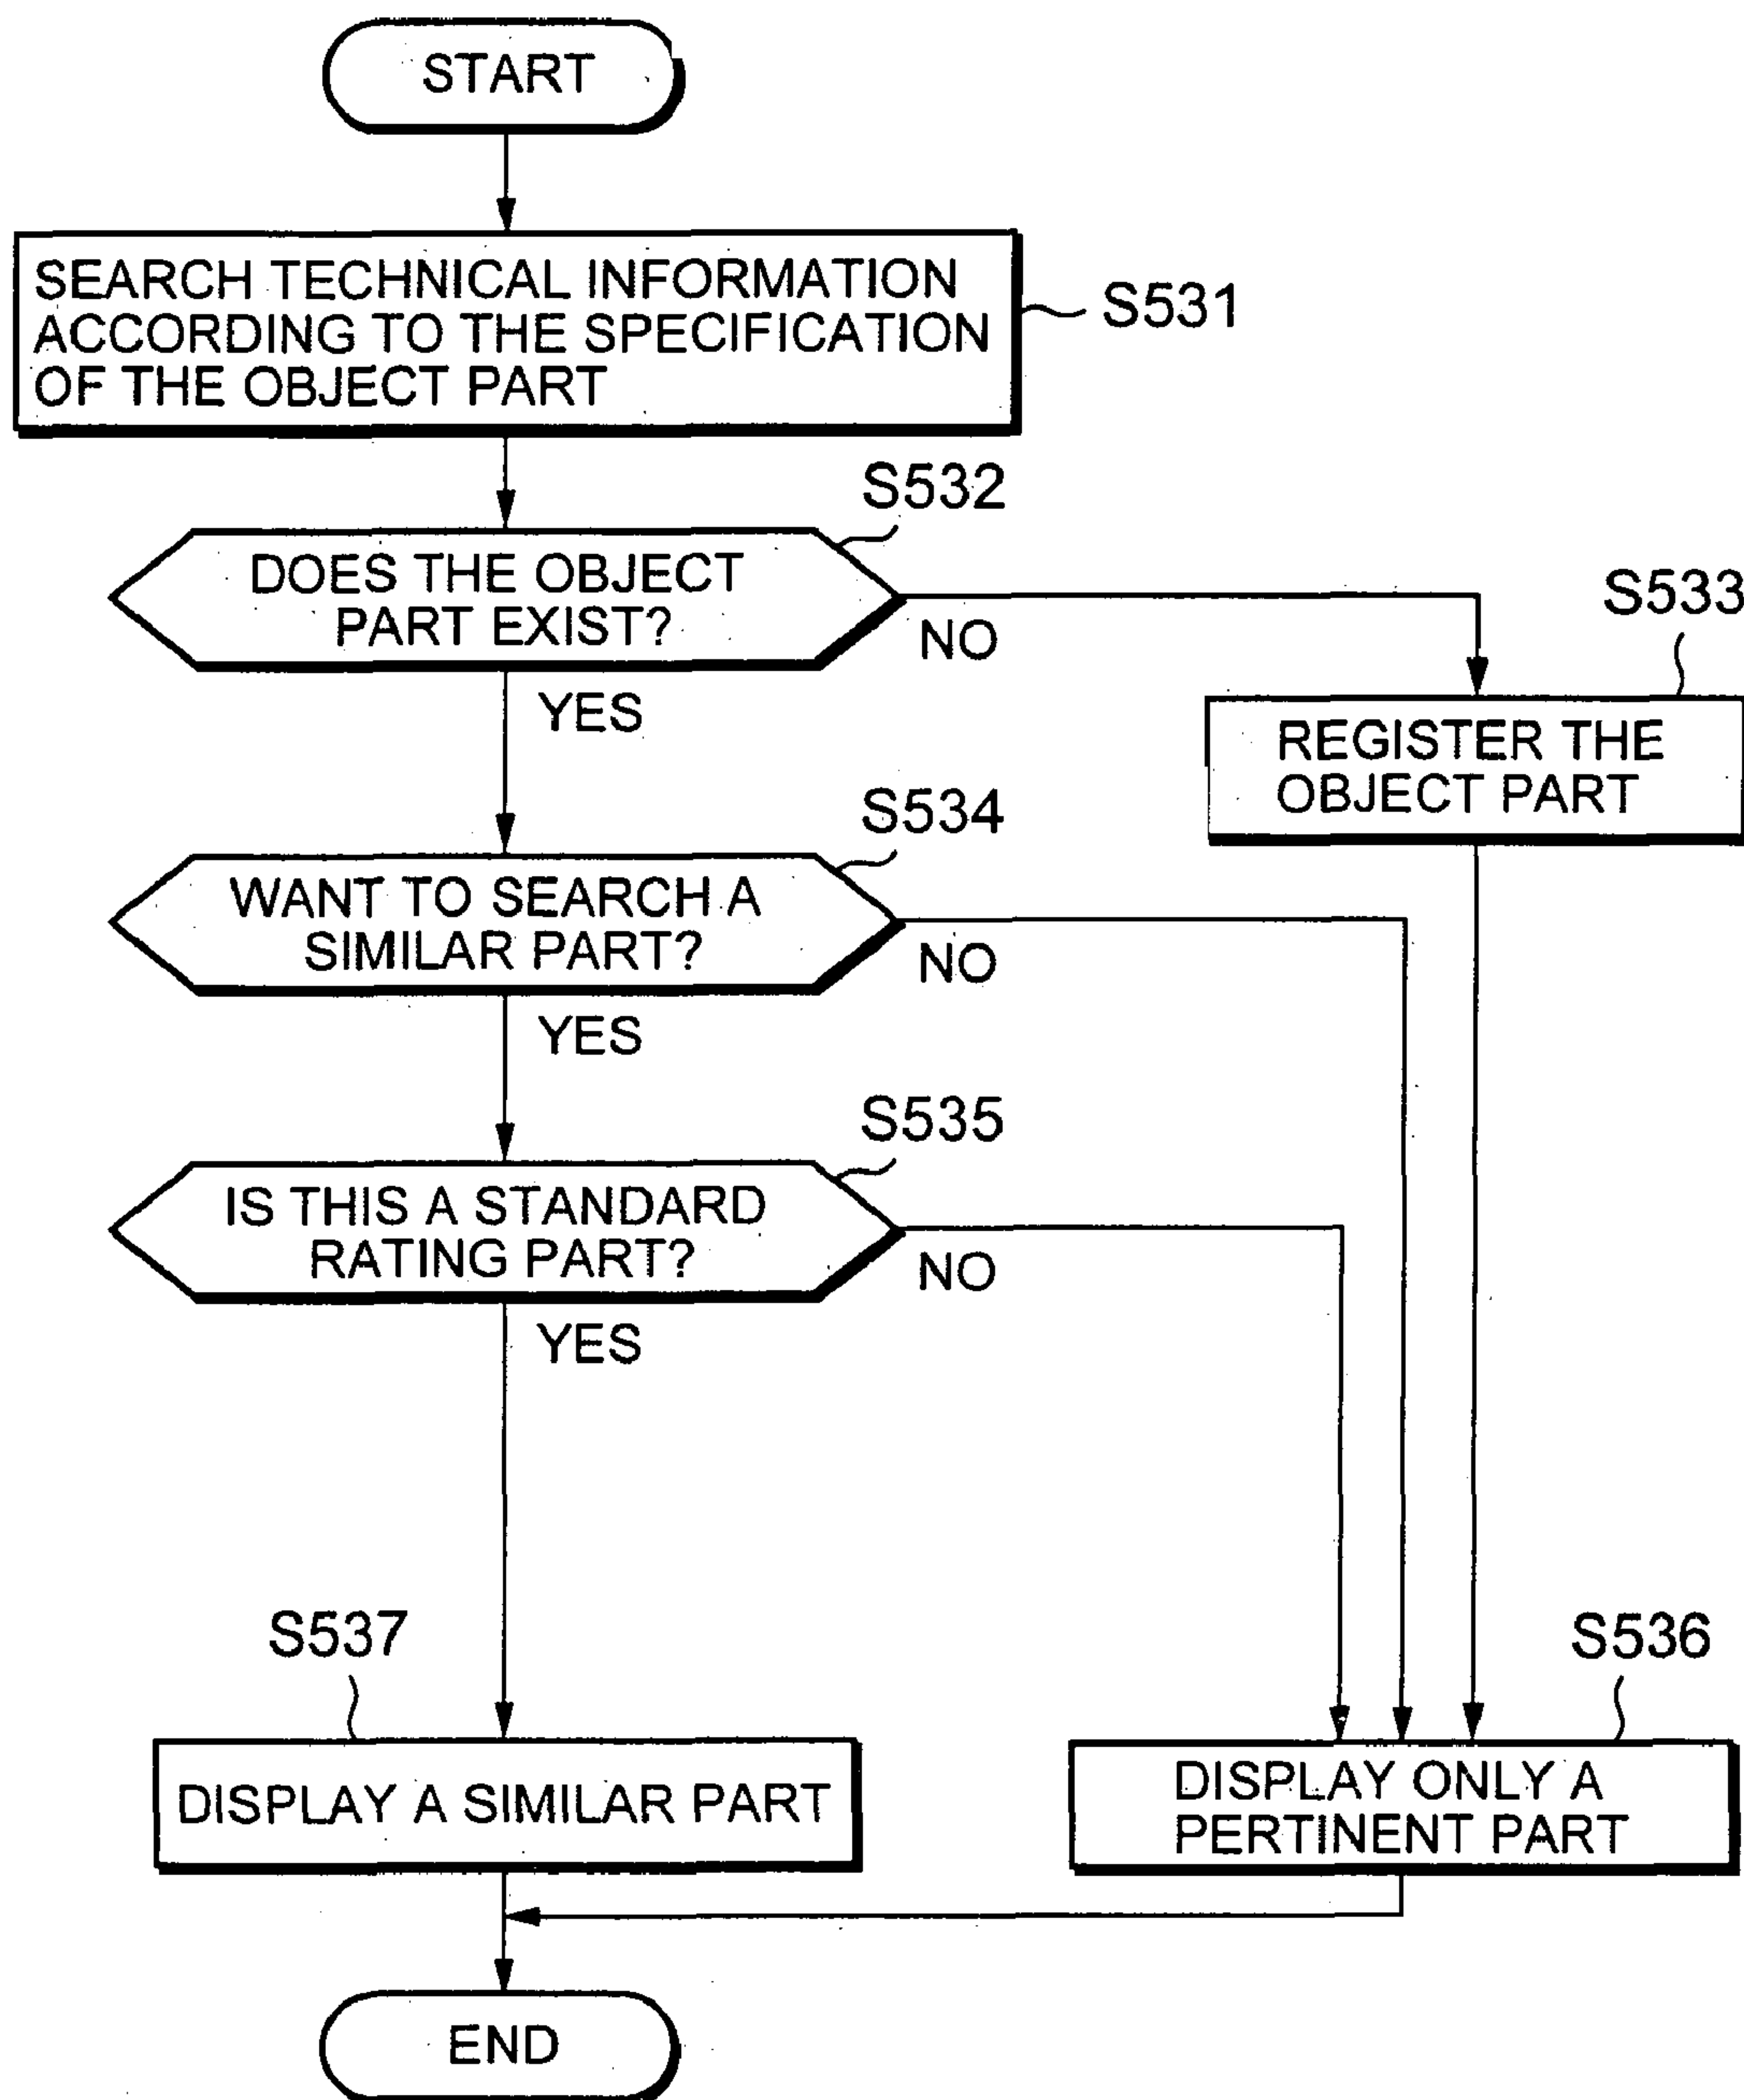 START
SEARCH TECHNICAL INFORMATION
ACCORDING TO THE SPECIFICATION
OF THE OBJECT PART
S531
S532
DOES THE OBJECT
PART EXIST?
NO
YES
S533
REGISTER THE
OBJECT PART
S534
WANT TO SEARCH A
SIMILAR PART?
NO
YES
S535
IS THIS A STANDARD
RATING PART?
NO
YES
S537
DISPLAY A SIMILAR PART
S536
DISPLAY ONLY A
PERTINENT PART
END